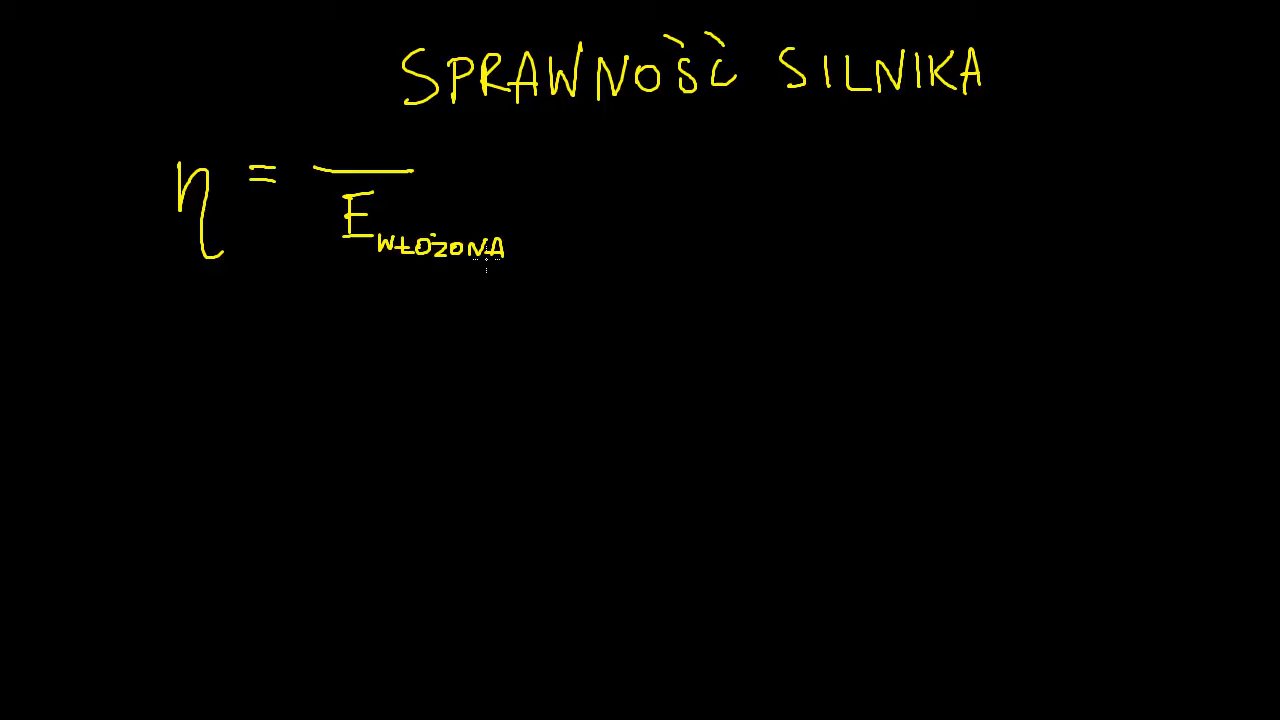 SPRAWNOŚĆ SILNIKA
η =
E WŁOŻONA